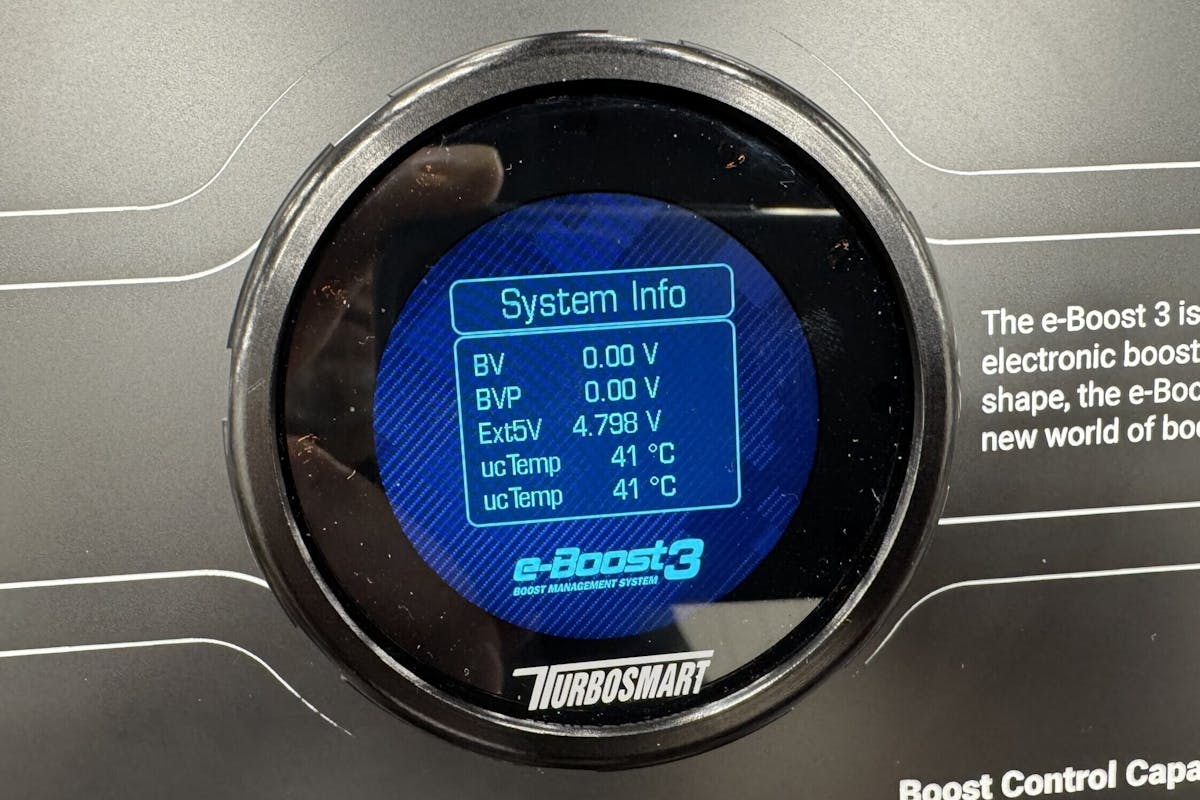 System Info
BV 0.00 V
BVP 0.00 V
Ext5V 4.798 V
ucTemp 41 °C
ucTemp 41 °C
e-Boost3
BOOST MANAGEMENT SYSTEM
TURBOSMART
The e-Boost 3 is
electronic boost
shape, the e-Boo
new world of boo
Boost Control Capa